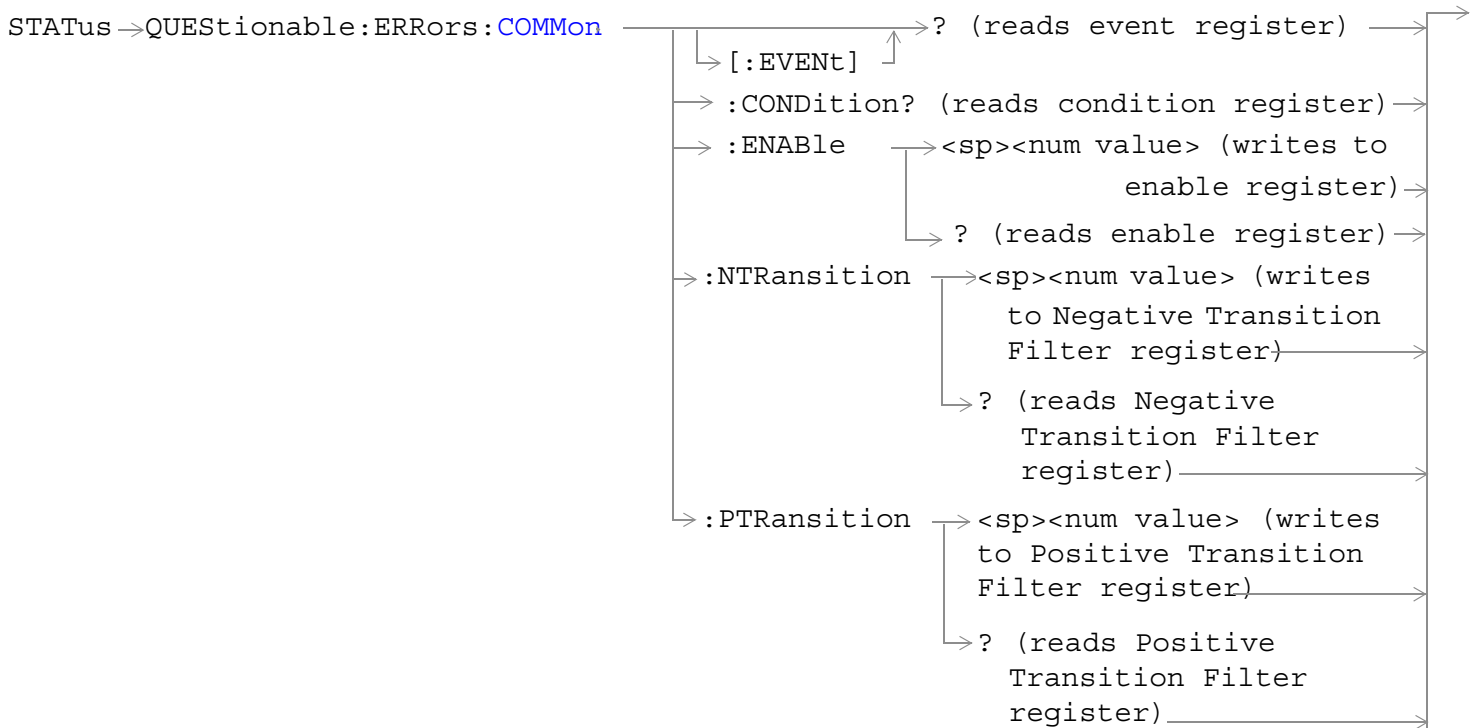 STATus QUEStionable:ERRors:COMMon ? (reads event register)
[:EVENt]
:CONDition? (reads condition register)
:ENABle <sp><num value> (writes to
enable register)
? (reads enable register)
:NTRansition <sp><num value> (writes
to Negative Transition
Filter register)
? (reads Negative
Transition Filter
register)
:PTRansition <sp><num value> (writes
to Positive Transition
Filter register)
? (reads Positive
Transition Filter
register)